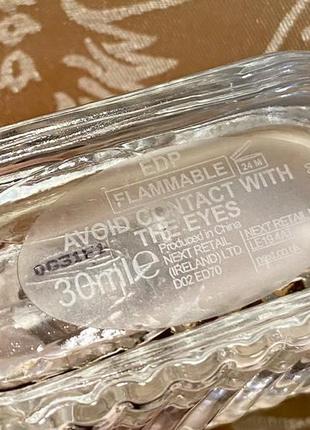 EDP
FLAMMABLE
24 M
AVOID CONTACT WITH
THE EYES
Produced in China
NEXT RETAIL
(IRELAND) LTD
D02 ED70
NEXT RETAIL
30ml e